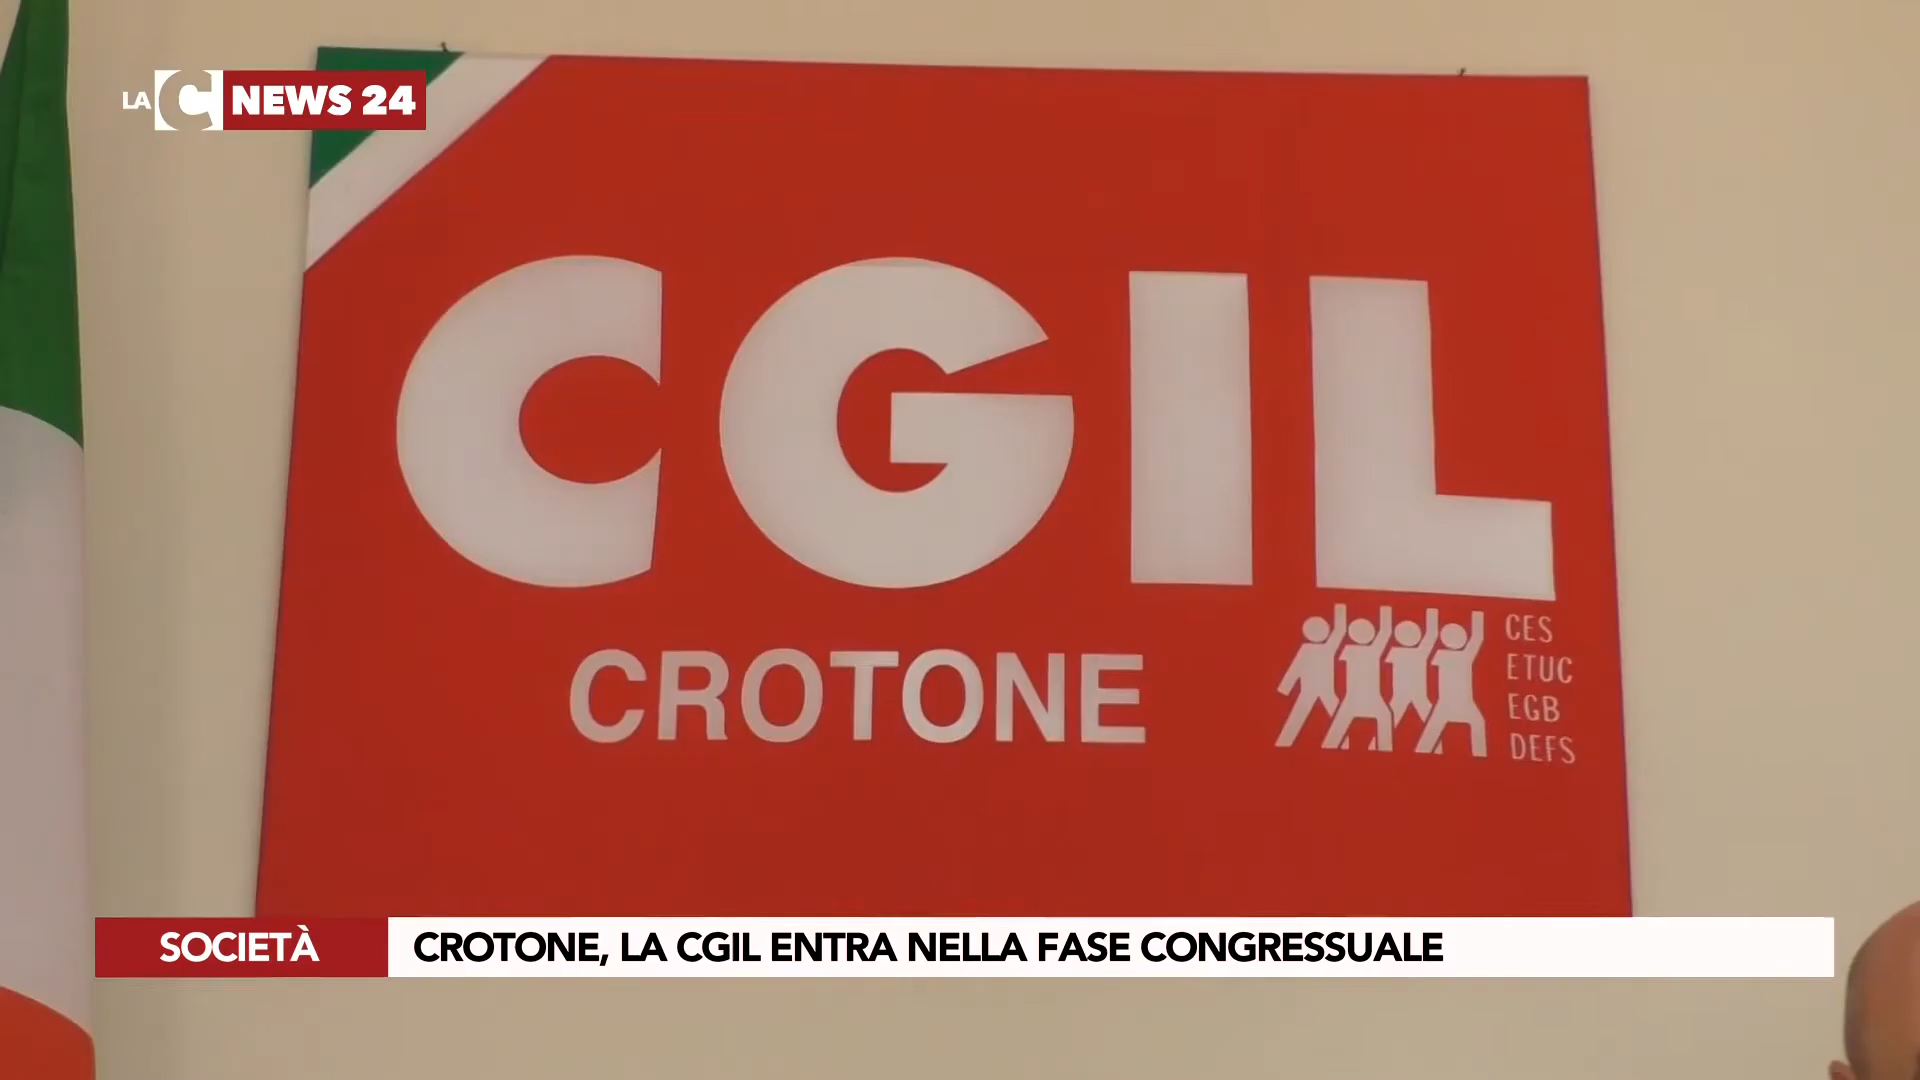 LA C NEWS 24
CGIL
CROTONE
CES
ETUC
EGB
DEFS
SOCIETÀ
CROTONE, LA CGIL ENTRA NELLA FASE CONGRESSUALE